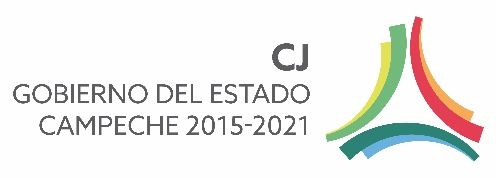 CJ
GOBIERNO DEL ESTADO
CAMPECHE 2015-2021